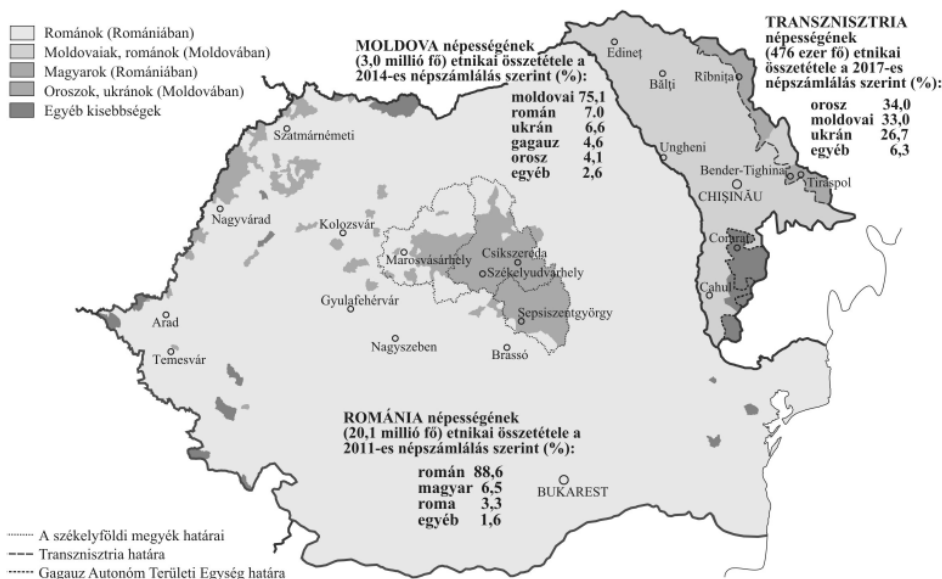 Románok (Romániában)
Moldovaiak, románok (Moldovában)
Magyarok (Romániában)
Oroszok, ukránok (Moldovában)
Egyéb kisebbségek
MOLDOVA népességének
(3,0 millió fő) etnikai összetétele a
2014-es népszámlálás szerint (%):
moldovai 75,1
román 7.0
ukrán 6,6
gagauz 4,6
orosz 4,1
egyéb 2,6
TRANSZNISZTRIA
népességének
(476 ezer fő) etnikai
összetétele a 2017-es
népszámlálás szerint (%):
orosz 34,0
moldovai 33,0
ukrán 26,7
egyéb 6,3
Edineț
Bălți
Rîbnița
Ungheni
Bender-Tighina
Tiraspol
CHIȘINĂU
Comrat
Cahul
Szatmárnémeti
Nagyvárad
Kolozsvár
Marosvásárhely
Csíkszereda
Székelyudvárhely
Gyulafehérvár
Sepsiszentgyörgy
Arad
Nagyszeben
Brassó
Temesvár
ROMÁNIA népességének
(20,1 millió fő) etnikai összetétele a
2011-es népszámlálás szerint (%):
román 88,6
magyar 6,5
roma 3,3
egyéb 1,6
BUKAREST
A székelyföldi megyék határai
Transznisztria határa
Gagauz Autonóm Területi Egység határa